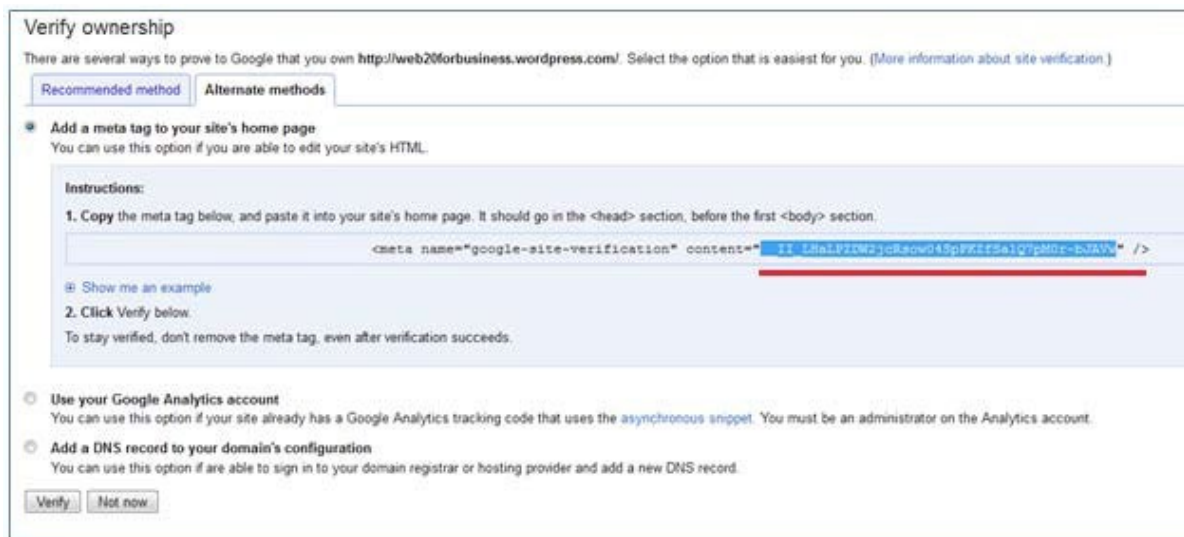 Verify ownership
There are several ways to prove to Google that you own http://web20forbusiness.wordpress.com/. Select the option that is easiest for you. (More information about site verification.)
Recommended method Alternate methods
Add a meta tag to your site's home page
You can use this option if you are able to edit your site's HTML.
Instructions:
1. Copy the meta tag below, and paste it into your site's home page. It should go in the <head> section, before the first <body> section.
<meta name="google-site-verification" content=" " />
Show me an example
2. Click Verify below.
To stay verified, don't remove the meta tag, even after verification succeeds.
Use your Google Analytics account
You can use this option if your site already has a Google Analytics tracking code that uses the asynchronous snippet. You must be an administrator on the Analytics account.
Add a DNS record to your domain's configuration
You can use this option if are able to sign in to your domain registrar or hosting provider and add a new DNS record.
Verify Not now